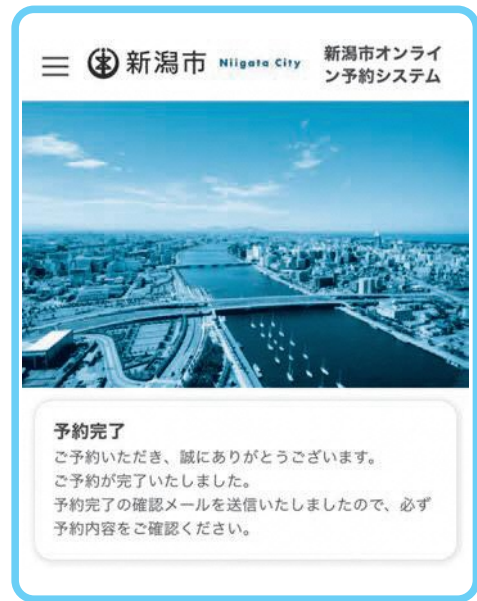 新潟市 Niigata City
新潟市オンライ
ン予約システム
予約完了
ご予約いただき、誠にありがとうございます。
ご予約が完了いたしました。
予約完了の確認メールを送信いたしましたので、必ず
予約内容をご確認ください。